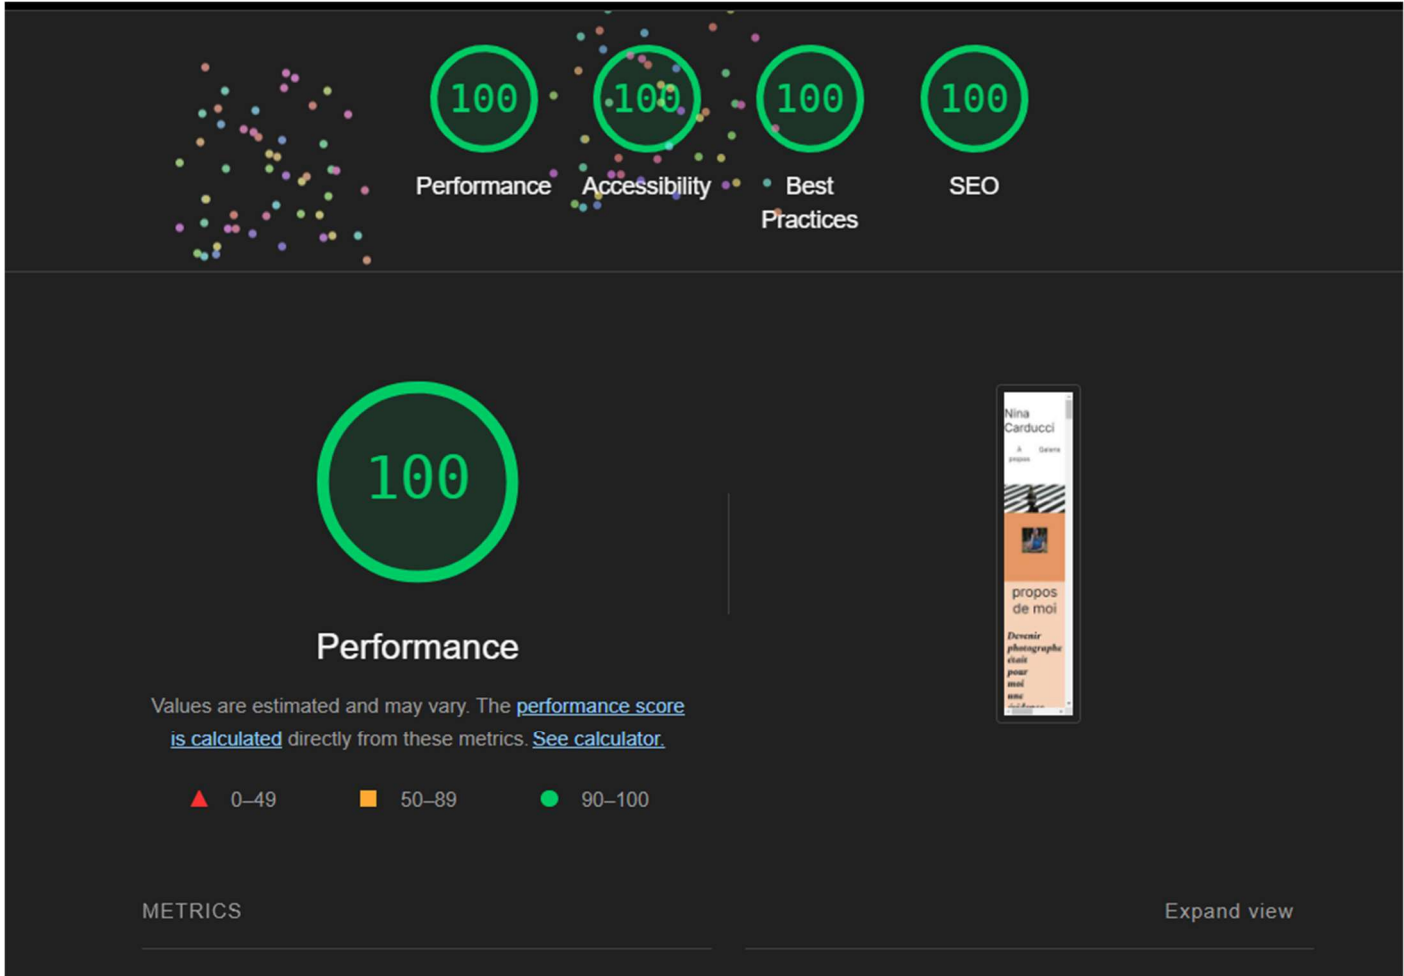 100
100
100
100
Performance
Accessibility
Best
Practices
SEO
100
Performance
Values are estimated and may vary. The performance score
is calculated directly from these metrics. See calculator.
0–49
50–89
90–100
Nina
Carducci
À
propos
Galerie
propos
de moi
Devenir
photographe
était
pour
moi
une
METRICS
Expand view